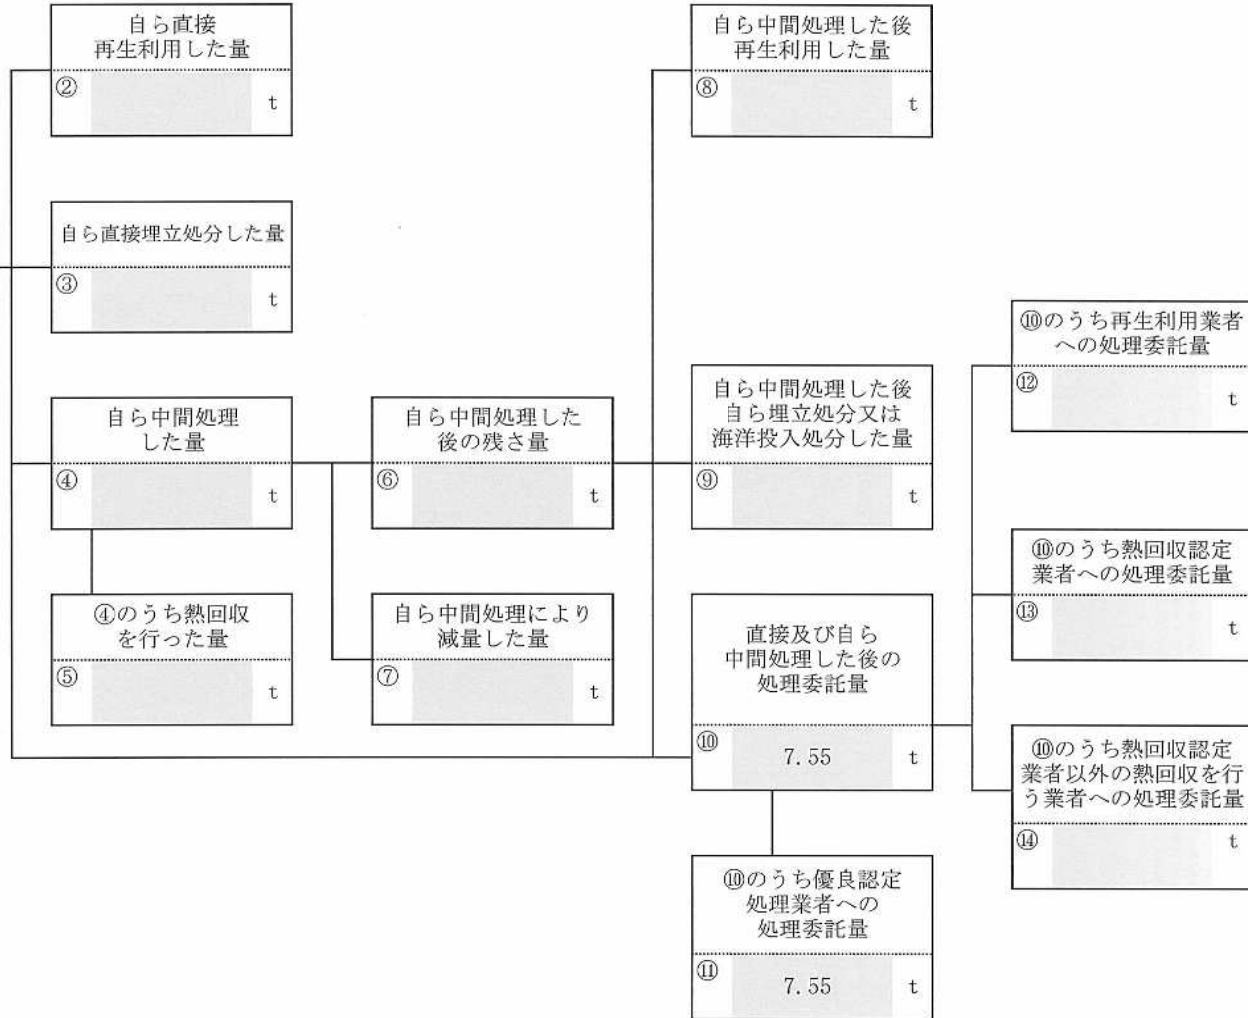 自ら直接
再生利用した量
②
t
自ら中間処理した後
再生利用した量
⑧
t
自ら直接埋立処分した量
③
t
⑩のうち再生利用業者
への処理委託量
⑫
t
自ら中間処理
した量
④
t
自ら中間処理した
後の残さ量
⑥
t
自ら中間処理した後
自ら埋立処分又は
海洋投入処分した量
⑨
t
⑩のうち熱回収認定
業者への処理委託量
⑬
t
④のうち熱回収
を行った量
⑤
t
自ら中間処理により
減量した量
⑦
t
直接及び自ら
中間処理した後の
処理委託量
⑩
7.55
t
⑩のうち熱回収認定
業者以外の熱回収を行
う業者への処理委託量
⑭
t
⑩のうち優良認定
処理業者への
処理委託量
⑪
7.55
t